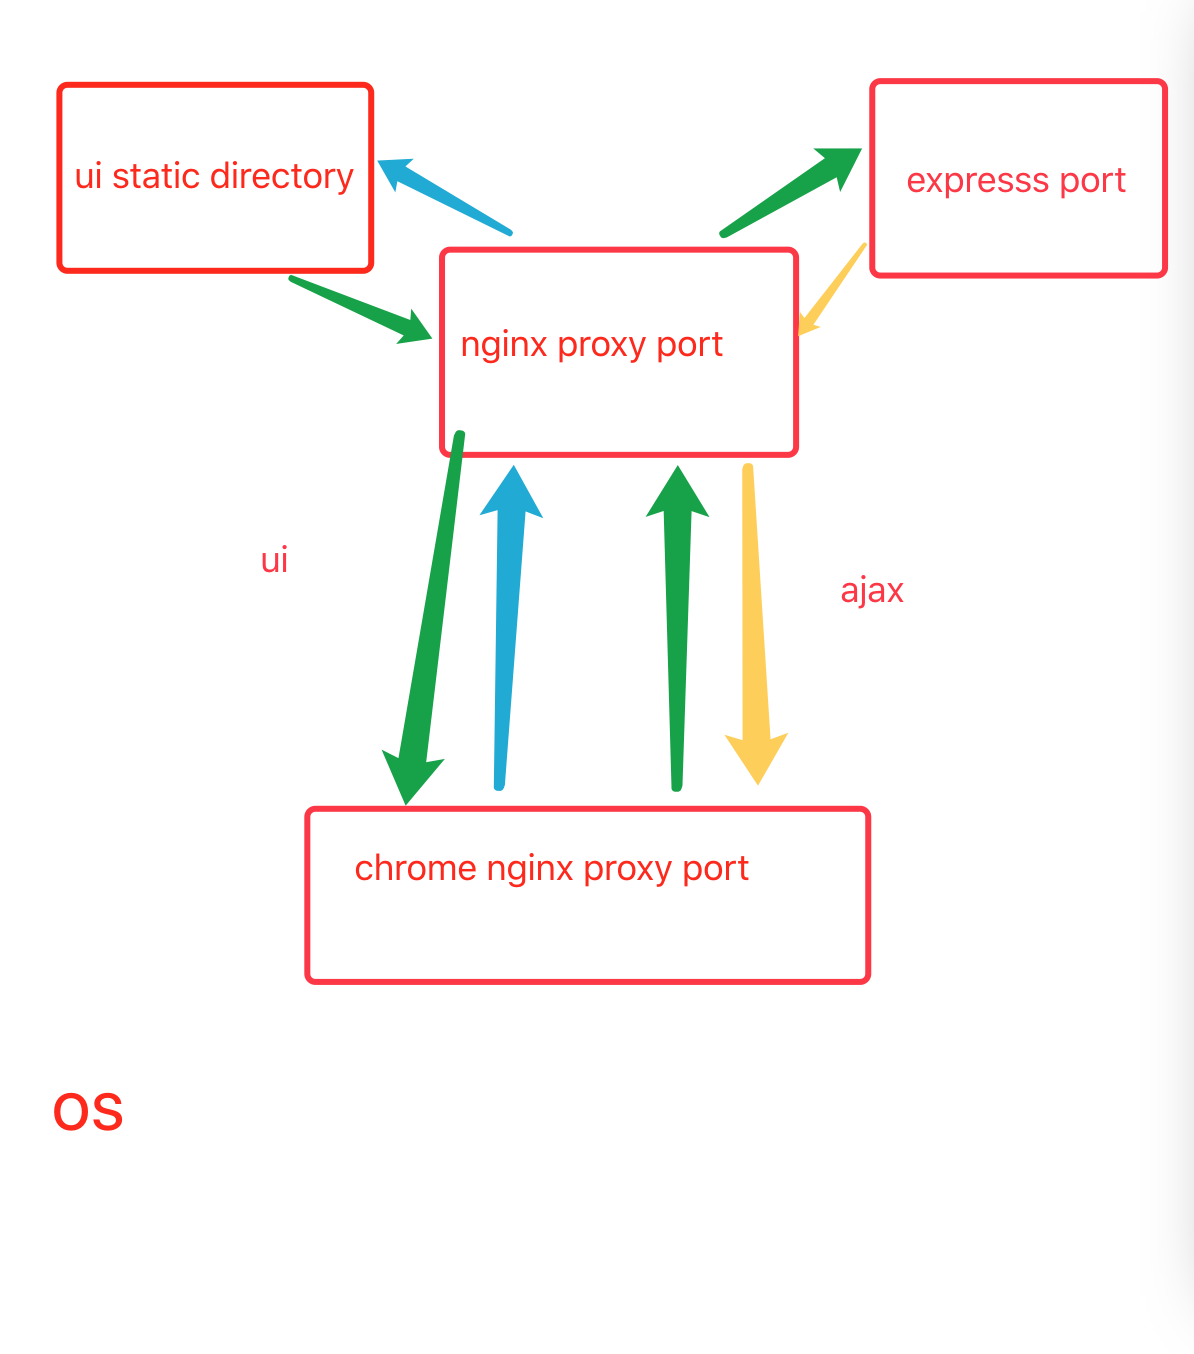 ui static directory
expresss port
nginx proxy port
ui
ajax
chrome nginx proxy port
os